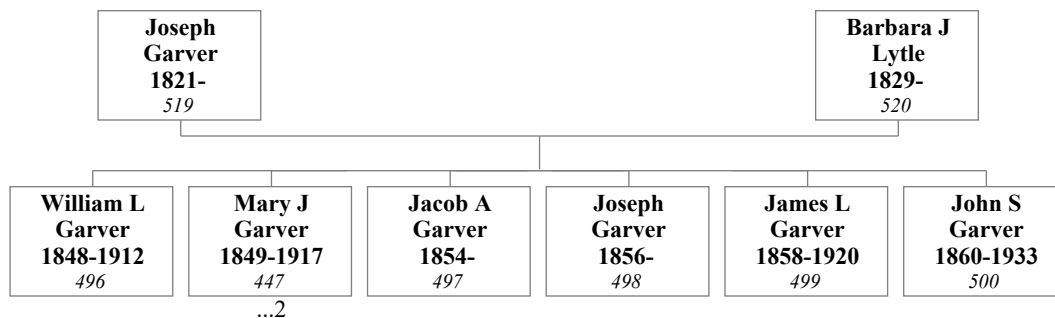 Joseph
Garver
1821-
519
Barbara J
Lytle
1829-
520
William L
Garver
1848-1912
496
Mary J
Garver
1849-1917
447
...2
Jacob A
Garver
1854-
497
Joseph
Garver
1856-
498
James L
Garver
1858-1920
499
John S
Garver
1860-1933
500